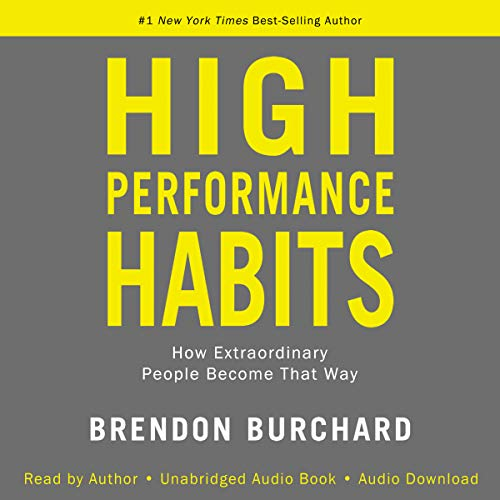 #1 New York Times Best-Selling Author
HIGH
PERFORMANCE
HABITS
How Extraordinary
People Become That Way
BRENDON BURCHARD
Read by Author • Unabridged Audio Book • Audio Download